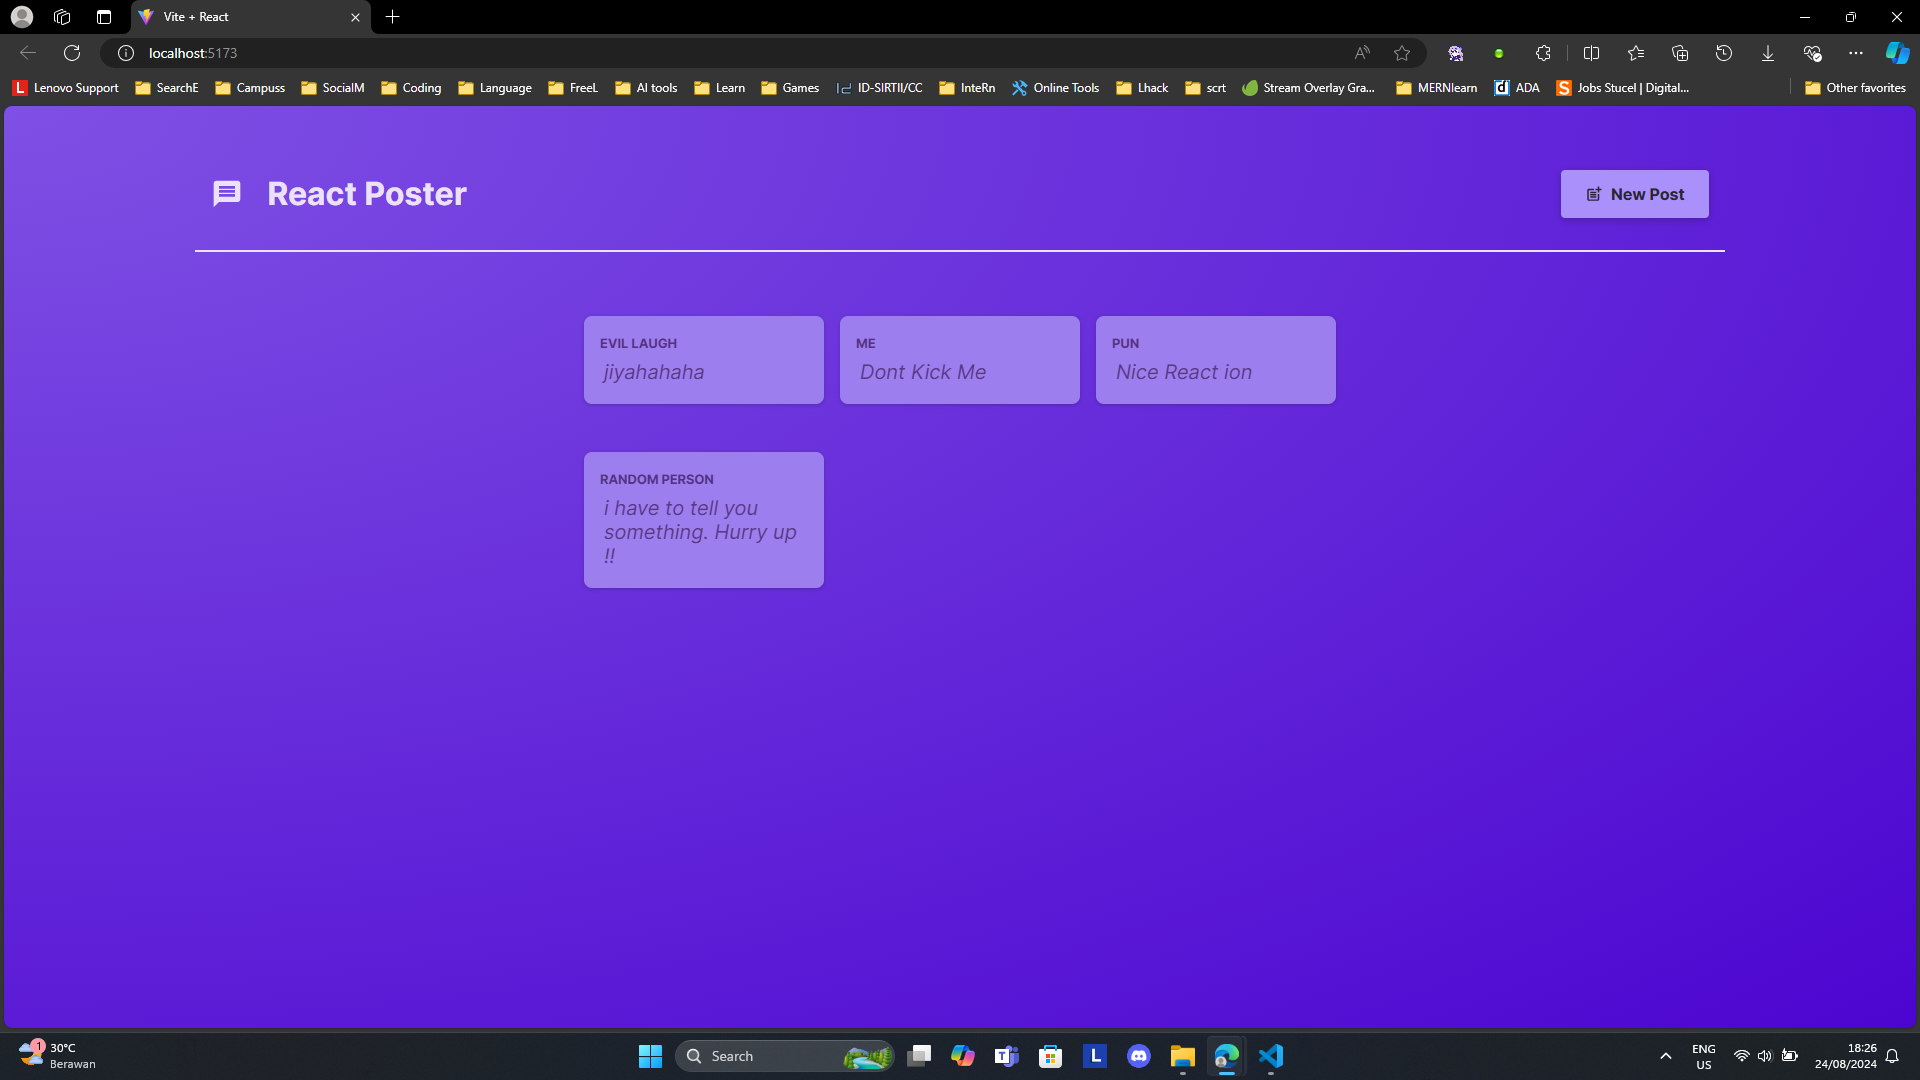 Vite + React
localhost:5173
Lenovo Support SearchE Campuss SocialM Coding Language FreeL AI tools Learn Games ID-SIRTII/CC InteRn Online Tools Lhack scrt Stream Overlay Gra... MERNlearn ADA Jobs Stucel | Digital... Other favorites
React Poster
New Post
EVIL LAUGH
jiyahahaha
ME
Dont Kick Me
PUN
Nice React ion
RANDOM PERSON
i have to tell you
something. Hurry up
!!
1
30°C
Berawan
Search
L
ENG
US
18:26
24/08/2024